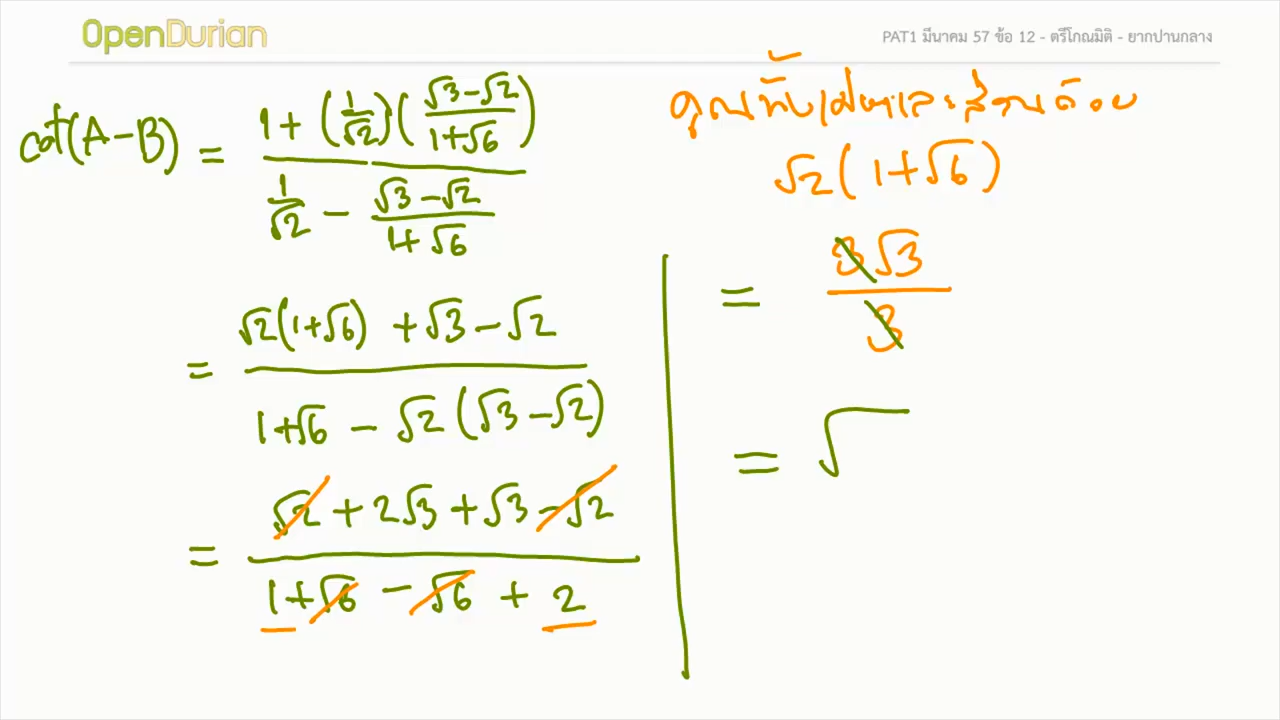 OpenDurian
PAT1 มีนาคม 57 ข้อ 12 - ตรีโกณมิติ - ยากปานกลาง
cot(A-B) = (1 + (1/√2)((√3-√2)/(1+√6))) / (1/√2 - (√3-√2)/(1+√6))
= (√2(1+√6) + √3 - √2) / (1+√6 - √2(√3-√2))
= (√2 + 2√3 + √3 - √2) / (1+√6 - √6 + 2)
คูณทั้งเศษและส่วนด้วย
√2(1+√6)
= 3√3 / 3
= √